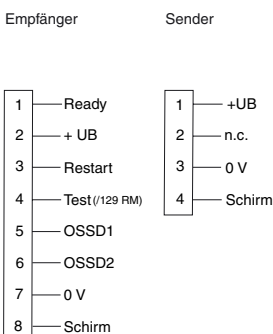 Empfänger
1 Ready
2 + UB
3 Restart
4 Test (/129 RM)
5 OSSD1
6 OSSD2
7 0 V
8 Schirm
Sender
1 +UB
2 n.c.
3 0 V
4 Schirm